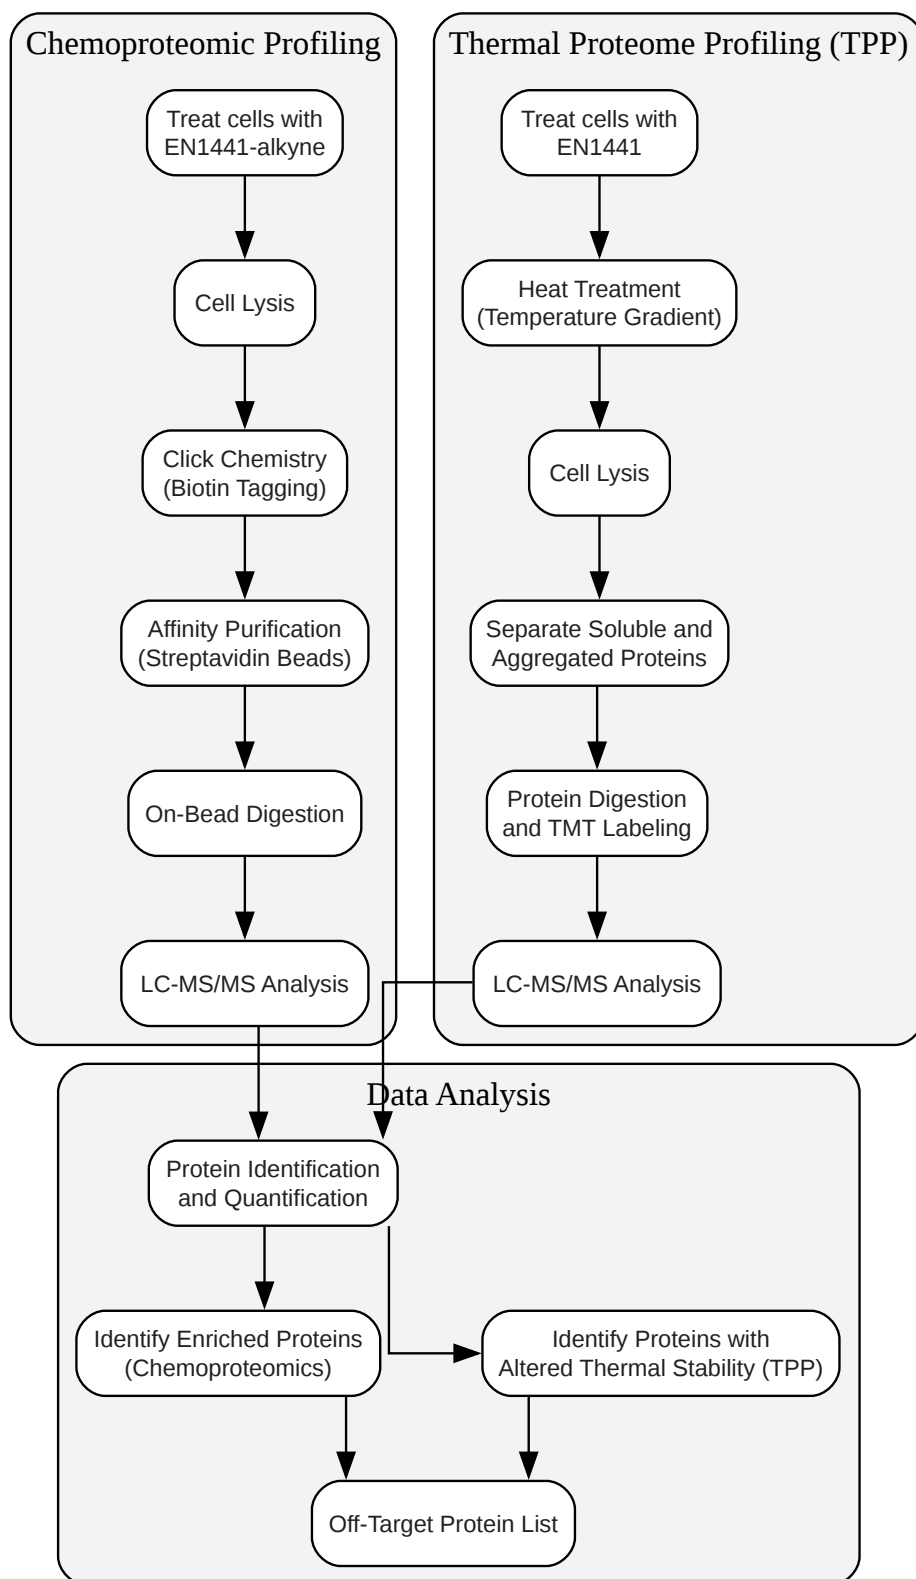 Chemoproteomic Profiling
Treat cells with
EN1441-alkyne
Cell Lysis
Click Chemistry
(Biotin Tagging)
Affinity Purification
(Streptavidin Beads)
On-Bead Digestion
LC-MS/MS Analysis
Thermal Proteome Profiling (TPP)
Treat cells with
EN1441
Heat Treatment
(Temperature Gradient)
Cell Lysis
Separate Soluble and
Aggregated Proteins
Protein Digestion
and TMT Labeling
LC-MS/MS Analysis
Data Analysis
Protein Identification
and Quantification
Identify Enriched Proteins
(Chemoproteomics)
Identify Proteins with
Altered Thermal Stability (TPP)
Off-Target Protein List